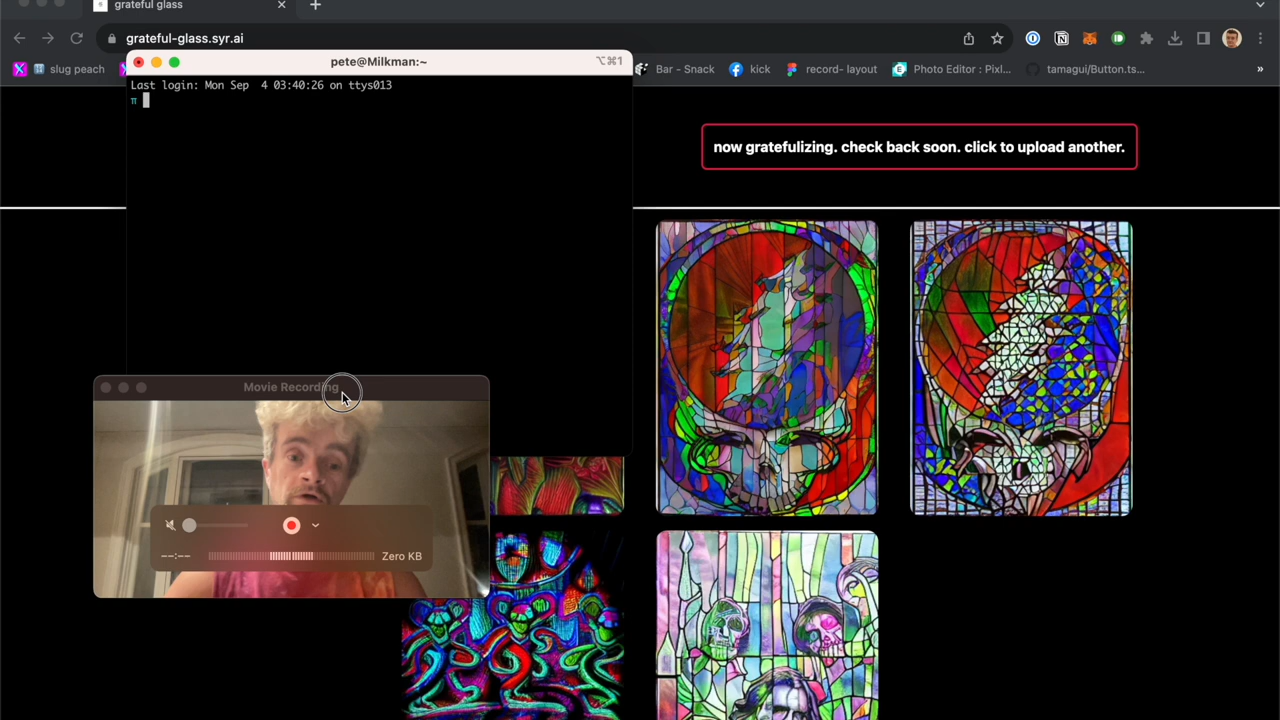 grateful glass
grateful-glass.syr.ai
slug peach
Bar - Snack
kick
record- layout
Photo Editor : Pixl...
tamagui/Button.ts...
»
pete@Milkman:~
⌥⌘1
Last login: Mon Sep  4 03:40:26 on ttys013
π
now gratefulizing. check back soon. click to upload another.
Movie Recording
--:--
Zero KB